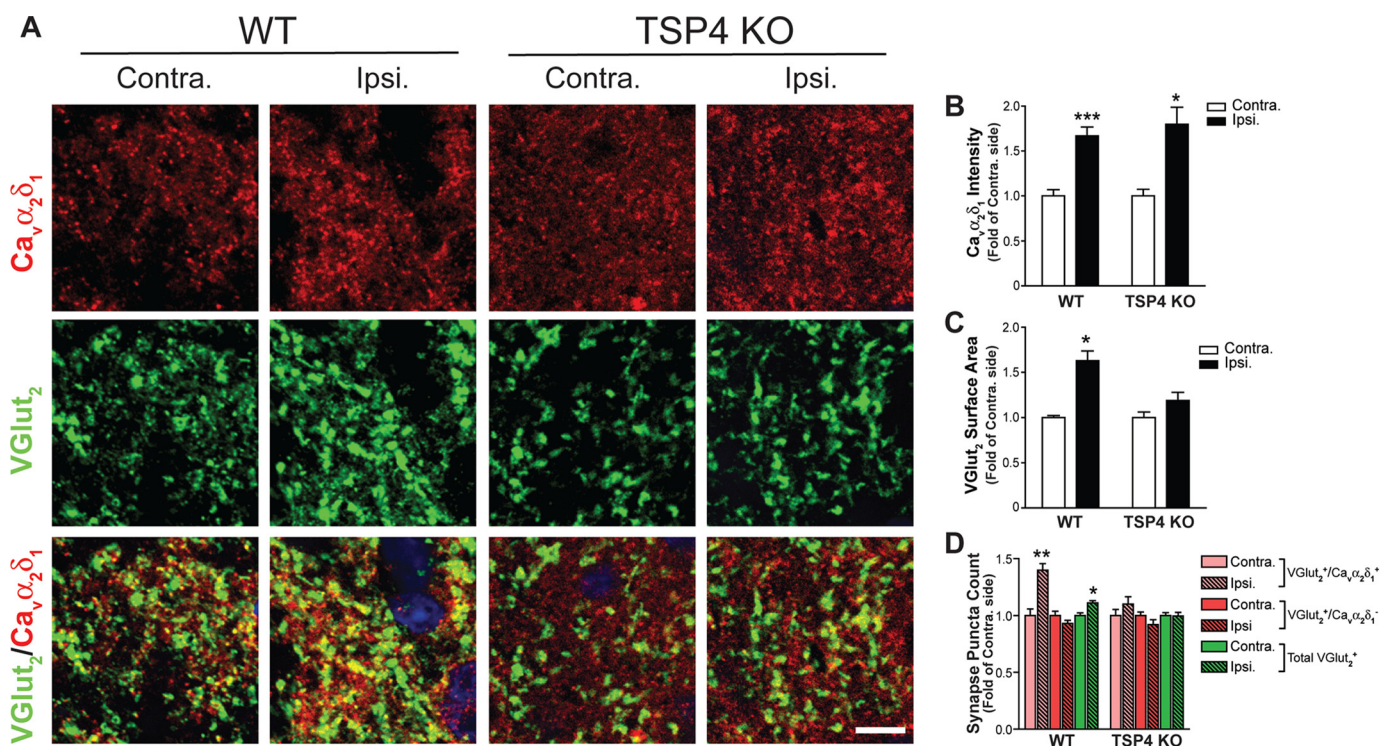 A
WT
TSP4 KO
Contra.
Ipsi.
Contra.
Ipsi.
Caᵥα₂δ₁
VGlut₂
VGlut₂/Caᵥα₂δ₁
B
Caᵥα₂δ₁ Intensity
(Fold of Contra. side)
2.0
1.5
1.0
0.5
0
***
*
WT
TSP4 KO
Contra.
Ipsi.
C
VGlut₂ Surface Area
(Fold of Contra. side)
2.0
1.5
1.0
0.5
0
*
WT
TSP4 KO
Contra.
Ipsi.
D
Synapse Puncta Count
(Fold of Contra. side)
1.5
1.0
0.5
0.0
**
*
WT
TSP4 KO
Contra.
Ipsi.
VGlut₂⁺/Caᵥα₂δ₁⁺
Contra.
Ipsi
VGlut₂⁺/Caᵥα₂δ₁⁻
Contra.
Ipsi.
Total VGlut₂⁺